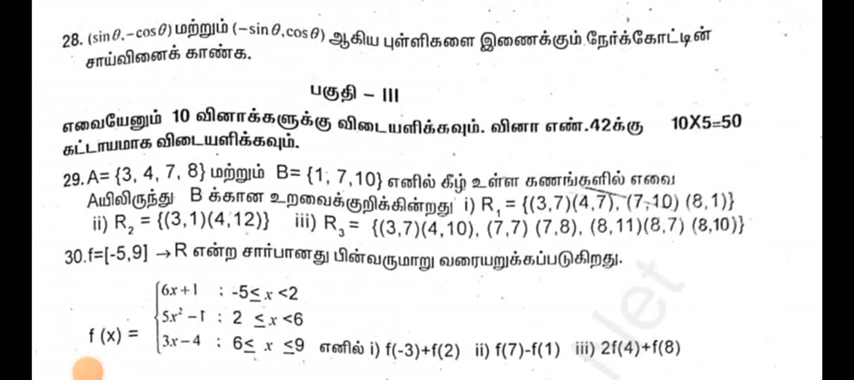 28. (sinθ,-cosθ) மற்றும் (-sinθ,cosθ) ஆகிய புள்ளிகளை இணைக்கும் நேர்க்கோட்டின்
சாய்வினைக் காண்க.
பகுதி – III
எவையேனும் 10 வினாக்களுக்கு விடையளிக்கவும். வினா எண்.42க்கு 10X5=50
கட்டாயமாக விடையளிக்கவும்.
29.A= {3, 4, 7, 8} மற்றும் B= {1, 7,10} எனில் கீழ் உள்ள கணங்களில் எவை
Aயிலிருந்து B க்கான உறவைக்குறிக்கின்றது i) R₁ = {(3,7)(4,7), (7,10) (8,1)}
ii) R₂ = {(3,1)(4,12)} iii) R₃ = {(3,7)(4,10), (7,7) (7,8), (8,11)(8,7) (8,10)}
30.f=[-5,9] →R என்ற சார்பானது பின்வருமாறு வரையறுக்கப்படுகிறது.
6x+1 : -5≤x<2
5x²-1 : 2 ≤x<6
f (x) = 3x-4 : 6≤ x ≤9 எனில் i) f(-3)+f(2) ii) f(7)-f(1) iii) 2f(4)+f(8)
Net